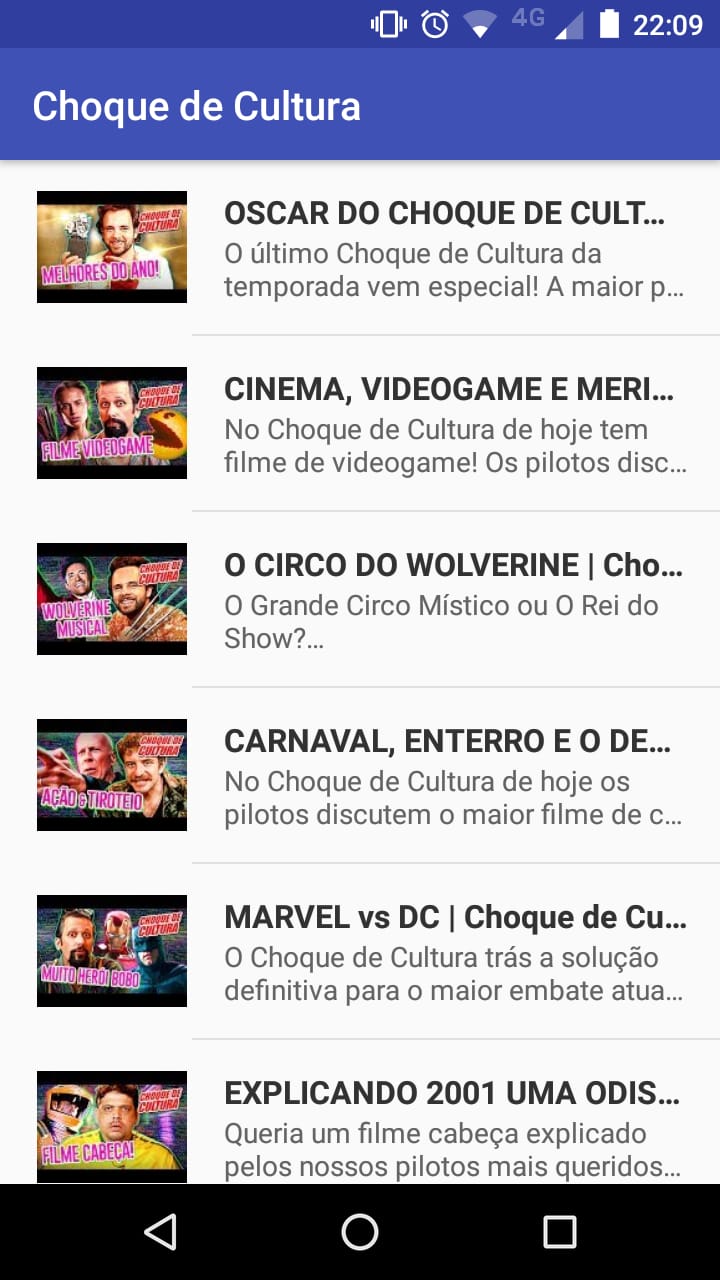 4G 22:09
Choque de Cultura
CHOQUE DE
CULTURA
MELHORES DO ANO!
OSCAR DO CHOQUE DE CULT...
O último Choque de Cultura da
temporada vem especial! A maior p...
CHOQUE DE
CULTURA
FILME VIDEOGAME
CINEMA, VIDEOGAME E MERI...
No Choque de Cultura de hoje tem
filme de videogame! Os pilotos disc...
CHOQUE DE
CULTURA
WOLVERINE
MUSICAL
O CIRCO DO WOLVERINE | Cho...
O Grande Circo Místico ou O Rei do
Show?...
CHOQUE DE
CULTURA
AÇÃO & TIROTEIO
CARNAVAL, ENTERRO E O DE...
No Choque de Cultura de hoje os
pilotos discutem o maior filme de c...
CHOQUE DE
CULTURA
MUITO HERÓI BOBO
MARVEL vs DC | Choque de Cu...
O Choque de Cultura trás a solução
definitiva para o maior embate atua...
CHOQUE DE
CULTURA
FILME CABEÇA!
EXPLICANDO 2001 UMA ODIS...
Queria um filme cabeça explicado
pelos nossos pilotos mais queridos...